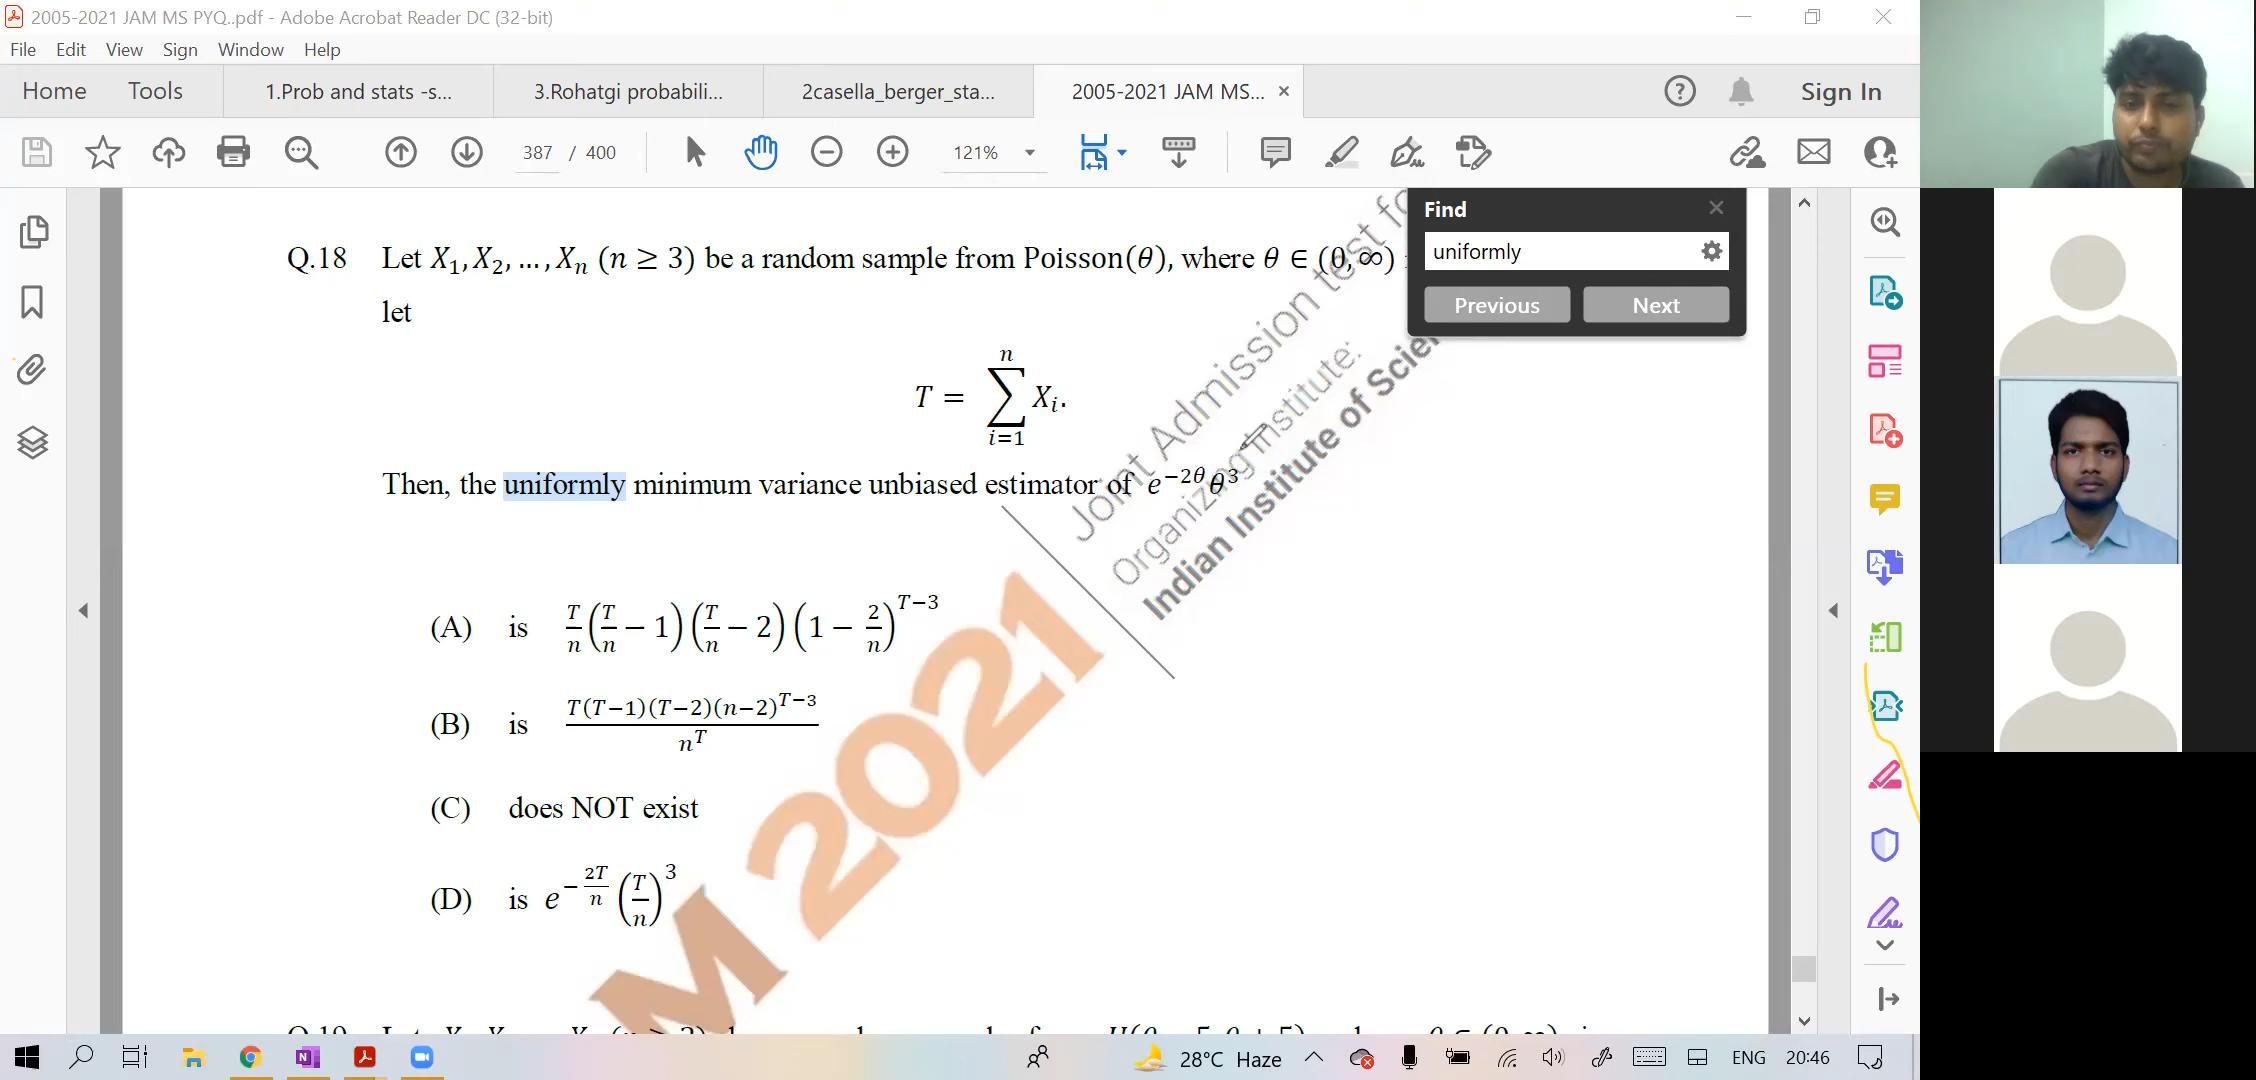 2005-2021 JAM MS PYQ..pdf - Adobe Acrobat Reader DC (32-bit)
File Edit View Sign Window Help
Home Tools 1.Prob and stats -s... 3.Rohatgi probabili... 2casella_berger_sta... 2005-2021 JAM MS... × Sign In
387 / 400 121%
Find
uniformly
Previous Next
Q.18 Let X₁, X₂, …, Xₙ (n ≥ 3) be a random sample from Poisson(θ), where θ ∈ (0, ∞)
let
T = ∑_{i=1}^{n} Xᵢ.
Then, the uniformly minimum variance unbiased estimator of e^{−2θ} θ³
(A) is T/n (T/n − 1) (T/n − 2) (1 − 2/n)^{T−3}
(B) is T(T−1)(T−2)(n−2)^{T−3} / n^T
(C) does NOT exist
(D) is e^{−2T/n} (T/n)³
Joint Admission test fo
Organizing Institute:
Indian Institute of Scien
M 2021
28°C Haze ENG 20:46